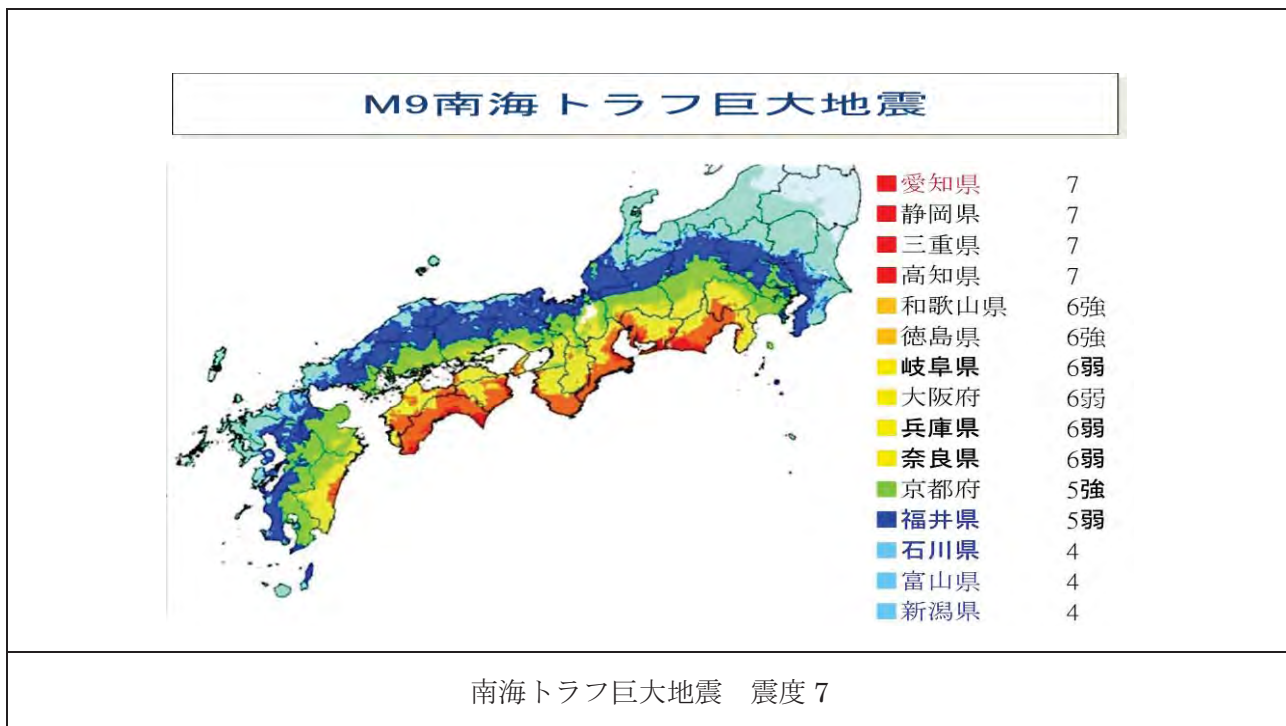 M9南海トラフ巨大地震
愛知県 7
静岡県 7
三重県 7
高知県 7
和歌山県 6強
徳島県 6強
岐阜県 6弱
大阪府 6弱
兵庫県 6弱
奈良県 6弱
京都府 5強
福井県 5弱
石川県 4
富山県 4
新潟県 4
南海トラフ巨大地震 震度 7